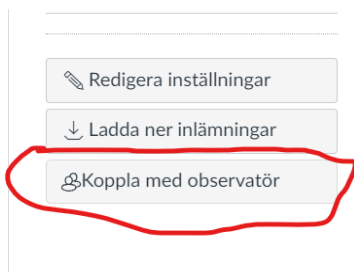 Redigera inställningar
Ladda ner inlämningar
Koppla med observatör